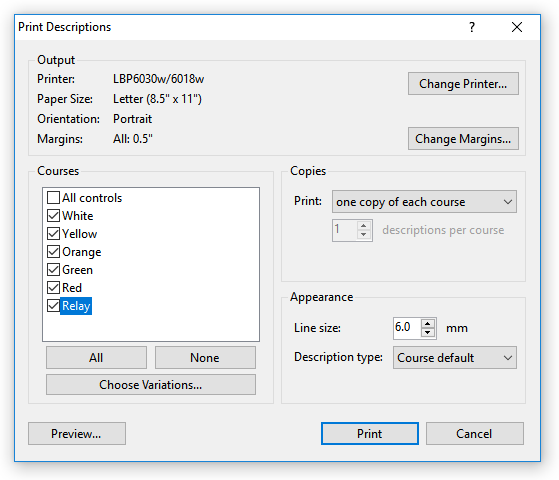 Print Descriptions
Output
Printer: LBP6030w/6018w
Change Printer...
Paper Size: Letter (8.5" x 11")
Orientation: Portrait
Margins: All: 0.5"
Change Margins...
Courses
All controls
White
Yellow
Orange
Green
Red
Relay
All None
Choose Variations...
Copies
Print: one copy of each course
1 descriptions per course
Appearance
Line size: 6.0 mm
Description type: Course default
Preview... Print Cancel